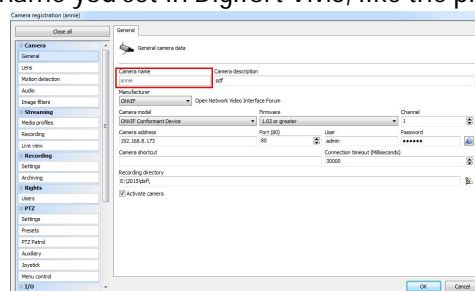 name you set in Digifort Vivis, like the pi
Camera registration (annie)
Close all
Camera
General
Lens
Motion detection
Audio
Image filters
Streaming
Media profiles
Recording
Live view
Recording
Settings
Archiving
Rights
Users
PTZ
Settings
Presets
PTZ Patrol
Auxiliary
Joystick
Menu control
I/O
General
General camera data
Camera name Camera description
annie sdf
Manufacturer
ONVIF Open Network Video Interface Forum
Camera model Firmware Channel
ONVIF Conformant Device 1.02 or greater 1
Camera address Port (80) User Password
192.168.8.173 80 admin ••••••
Camera shortcut Connection timeout (Milliseconds)
30000
Recording directory
E:\2015\dsf\
Activate camera
OK Cancel